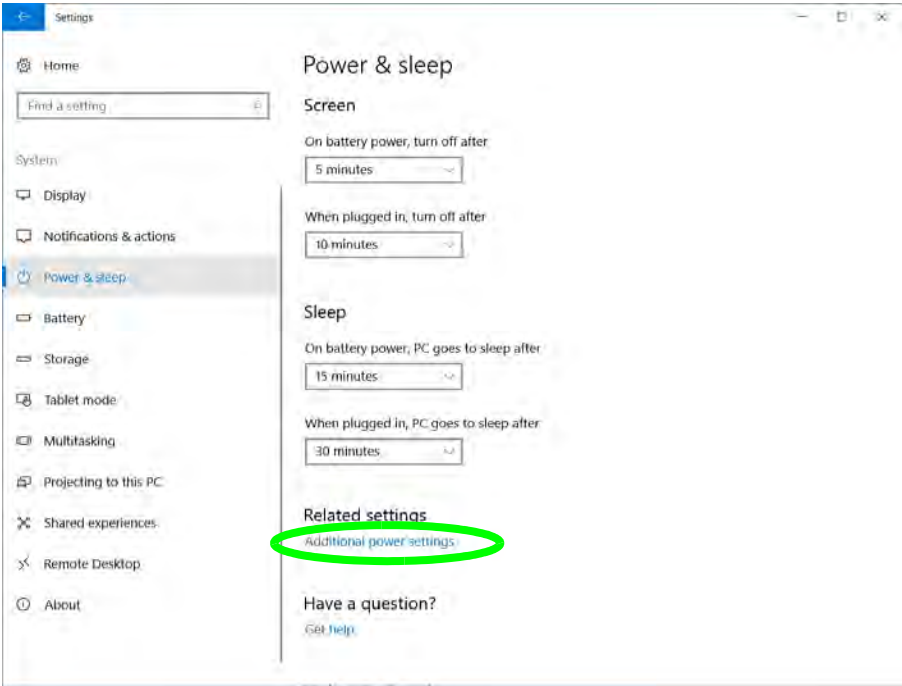 Settings
Home
Find a setting
System
Display
Notifications & actions
Power & sleep
Battery
Storage
Tablet mode
Multitasking
Projecting to this PC
Shared experiences
Remote Desktop
About
Power & sleep
Screen
On battery power, turn off after
5 minutes
When plugged in, turn off after
10 minutes
Sleep
On battery power, PC goes to sleep after
15 minutes
When plugged in, PC goes to sleep after
30 minutes
Related settings
Additional power settings
Have a question?
Get help